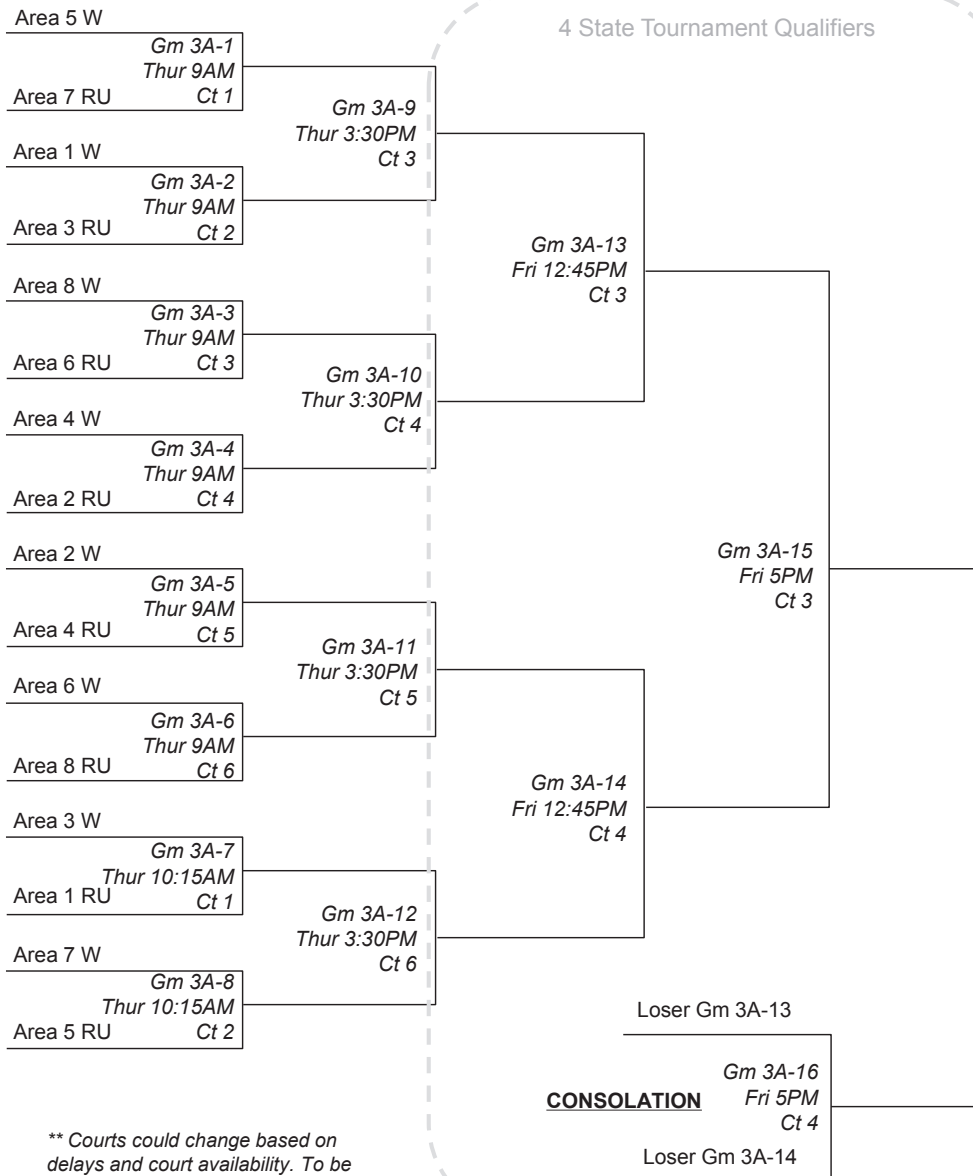 4 State Tournament Qualifiers
Area 5 W
Gm 3A-1
Thur 9AM
Area 7 RU
Ct 1
Gm 3A-9
Thur 3:30PM
Ct 3
Area 1 W
Gm 3A-2
Thur 9AM
Area 3 RU
Ct 2
Gm 3A-13
Fri 12:45PM
Ct 3
Area 8 W
Gm 3A-3
Thur 9AM
Area 6 RU
Ct 3
Gm 3A-10
Thur 3:30PM
Ct 4
Area 4 W
Gm 3A-4
Thur 9AM
Area 2 RU
Ct 4
Gm 3A-15
Fri 5PM
Ct 3
Area 2 W
Gm 3A-5
Thur 9AM
Area 4 RU
Ct 5
Gm 3A-11
Thur 3:30PM
Ct 5
Area 6 W
Gm 3A-6
Thur 9AM
Area 8 RU
Ct 6
Gm 3A-14
Fri 12:45PM
Ct 4
Area 3 W
Gm 3A-7
Thur 10:15AM
Area 1 RU
Ct 1
Gm 3A-12
Thur 3:30PM
Ct 6
Area 7 W
Gm 3A-8
Thur 10:15AM
Area 5 RU
Ct 2
Loser Gm 3A-13
CONSOLATION
Gm 3A-16
Fri 5PM
Ct 4
Loser Gm 3A-14
** Courts could change based on
delays and court availability. To be